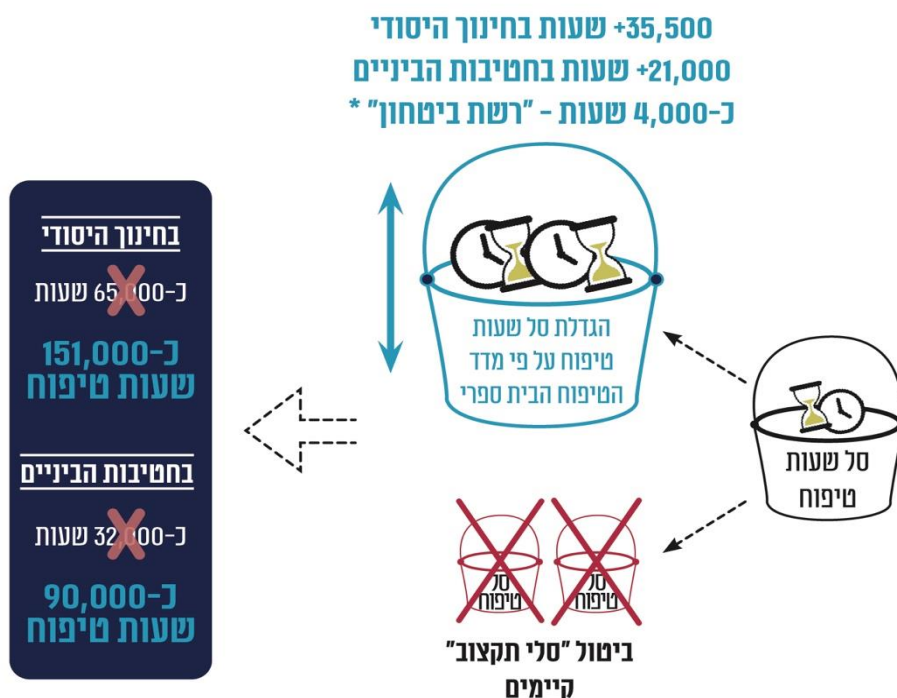 35,500+ שעות בחינוך היסודי
21,000+ שעות בחטיבות הביניים
כ-4,000 שעות - "רשת ביטחון" *
הגדלת סל שעות
טיפוח על פי מדד
הטיפוח הבית ספרי
סל שעות
טיפוח
סל
טיפוח
סל
טיפוח
ביטול "סלי תקצוב"
קיימים
בחינוך היסודי
כ-65,000 שעות
כ-151,000
שעות טיפוח
בחטיבות הביניים
כ-32,000 שעות
כ-90,000
שעות טיפוח